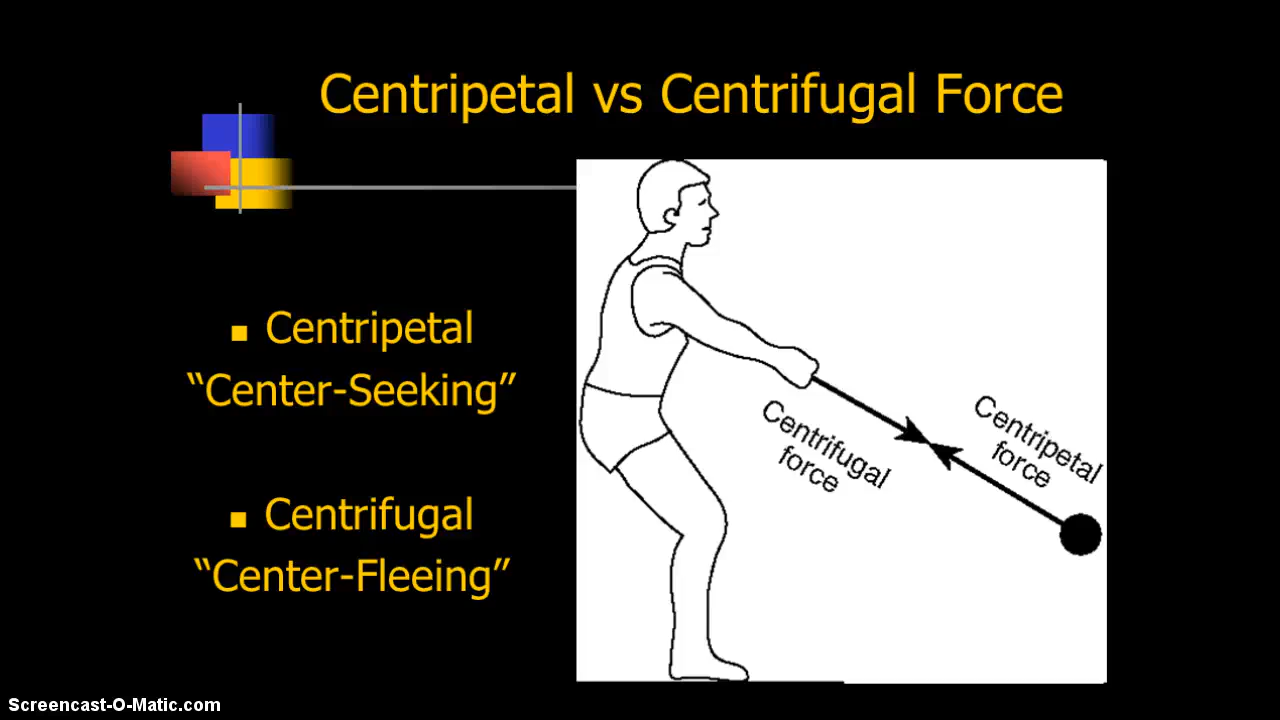 Centripetal vs Centrifugal Force
■ Centripetal
“Center-Seeking”
■ Centrifugal
“Center-Fleeing”
Centrifugal
force
Centripetal
force
Screencast-O-Matic.com